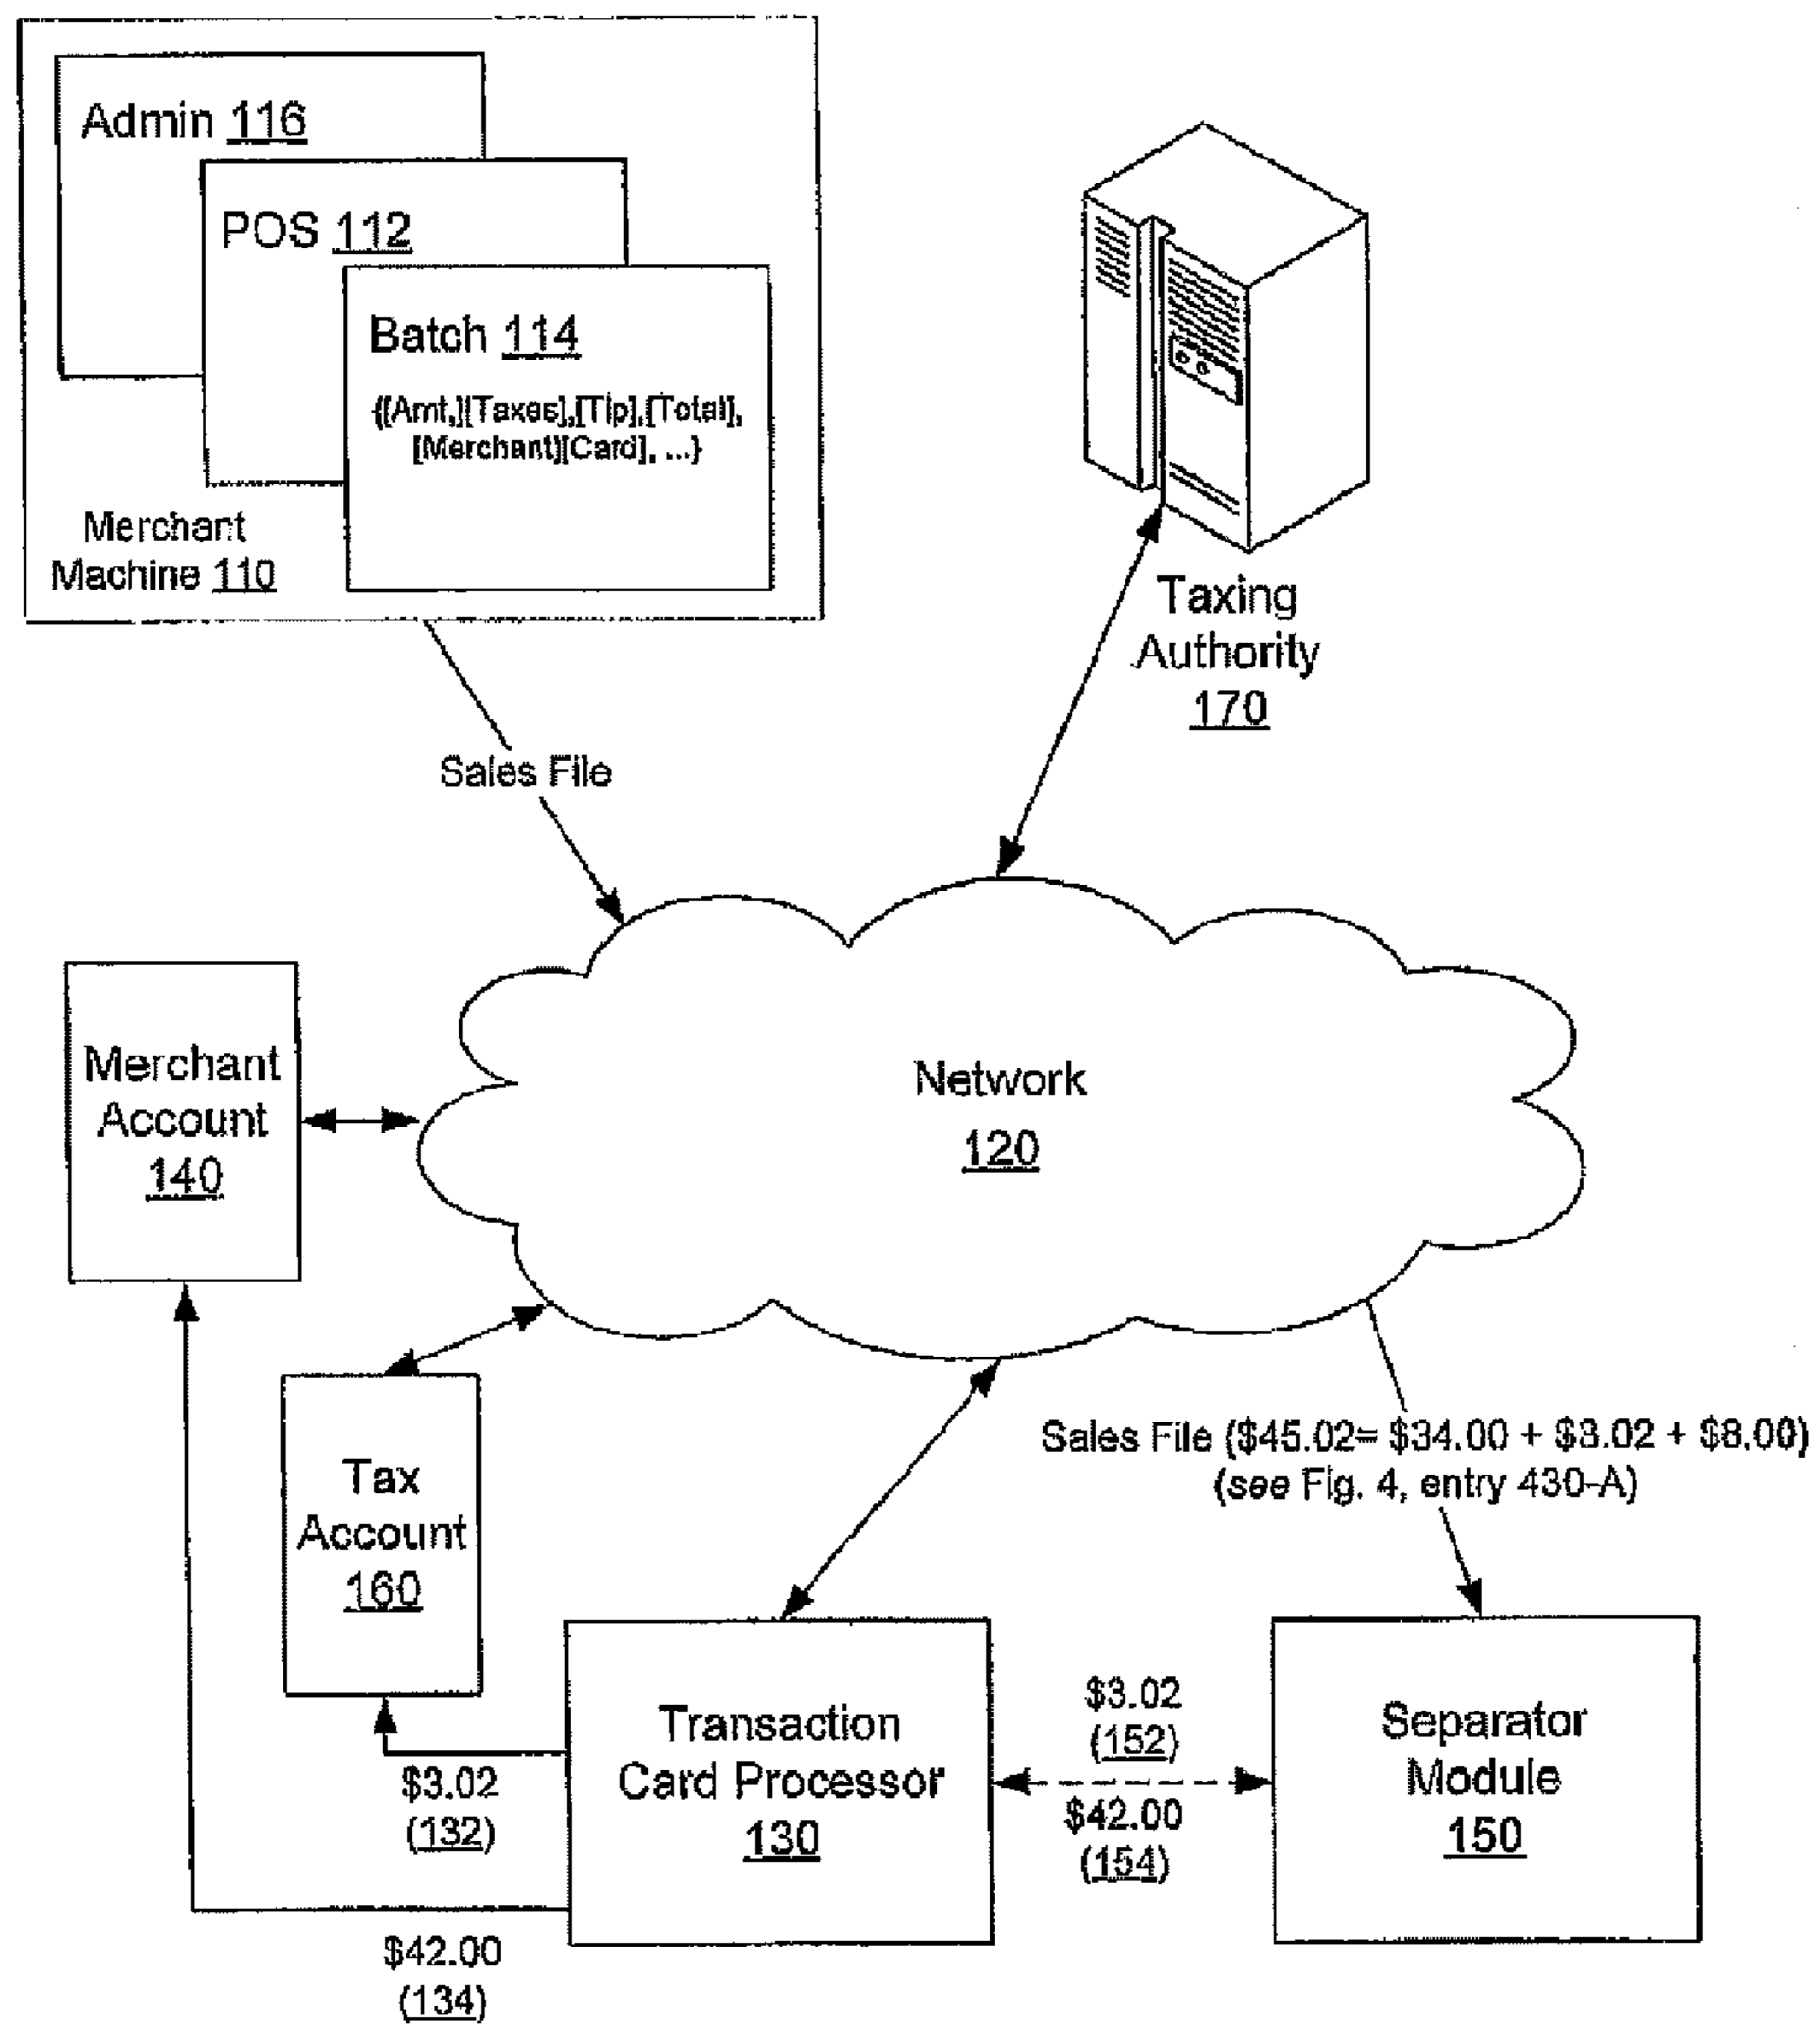 Admin 116
POS 112
Batch 114
{[Amt,][Taxes],[Tip],[Total],
[Merchant][Card], ...}
Merchant
Machine 110
Taxing
Authority
170
Sales File
Merchant
Account
140
Network
120
Sales File ($45.02= $34.00 + $3.02 + $8.00)
(see Fig. 4, entry 430-A)
Tax
Account
160
Transaction
Card Processor
130
$3.02
(152)
$42.00
(154)
Separator
Module
150
$3.02
(132)
$42.00
(134)